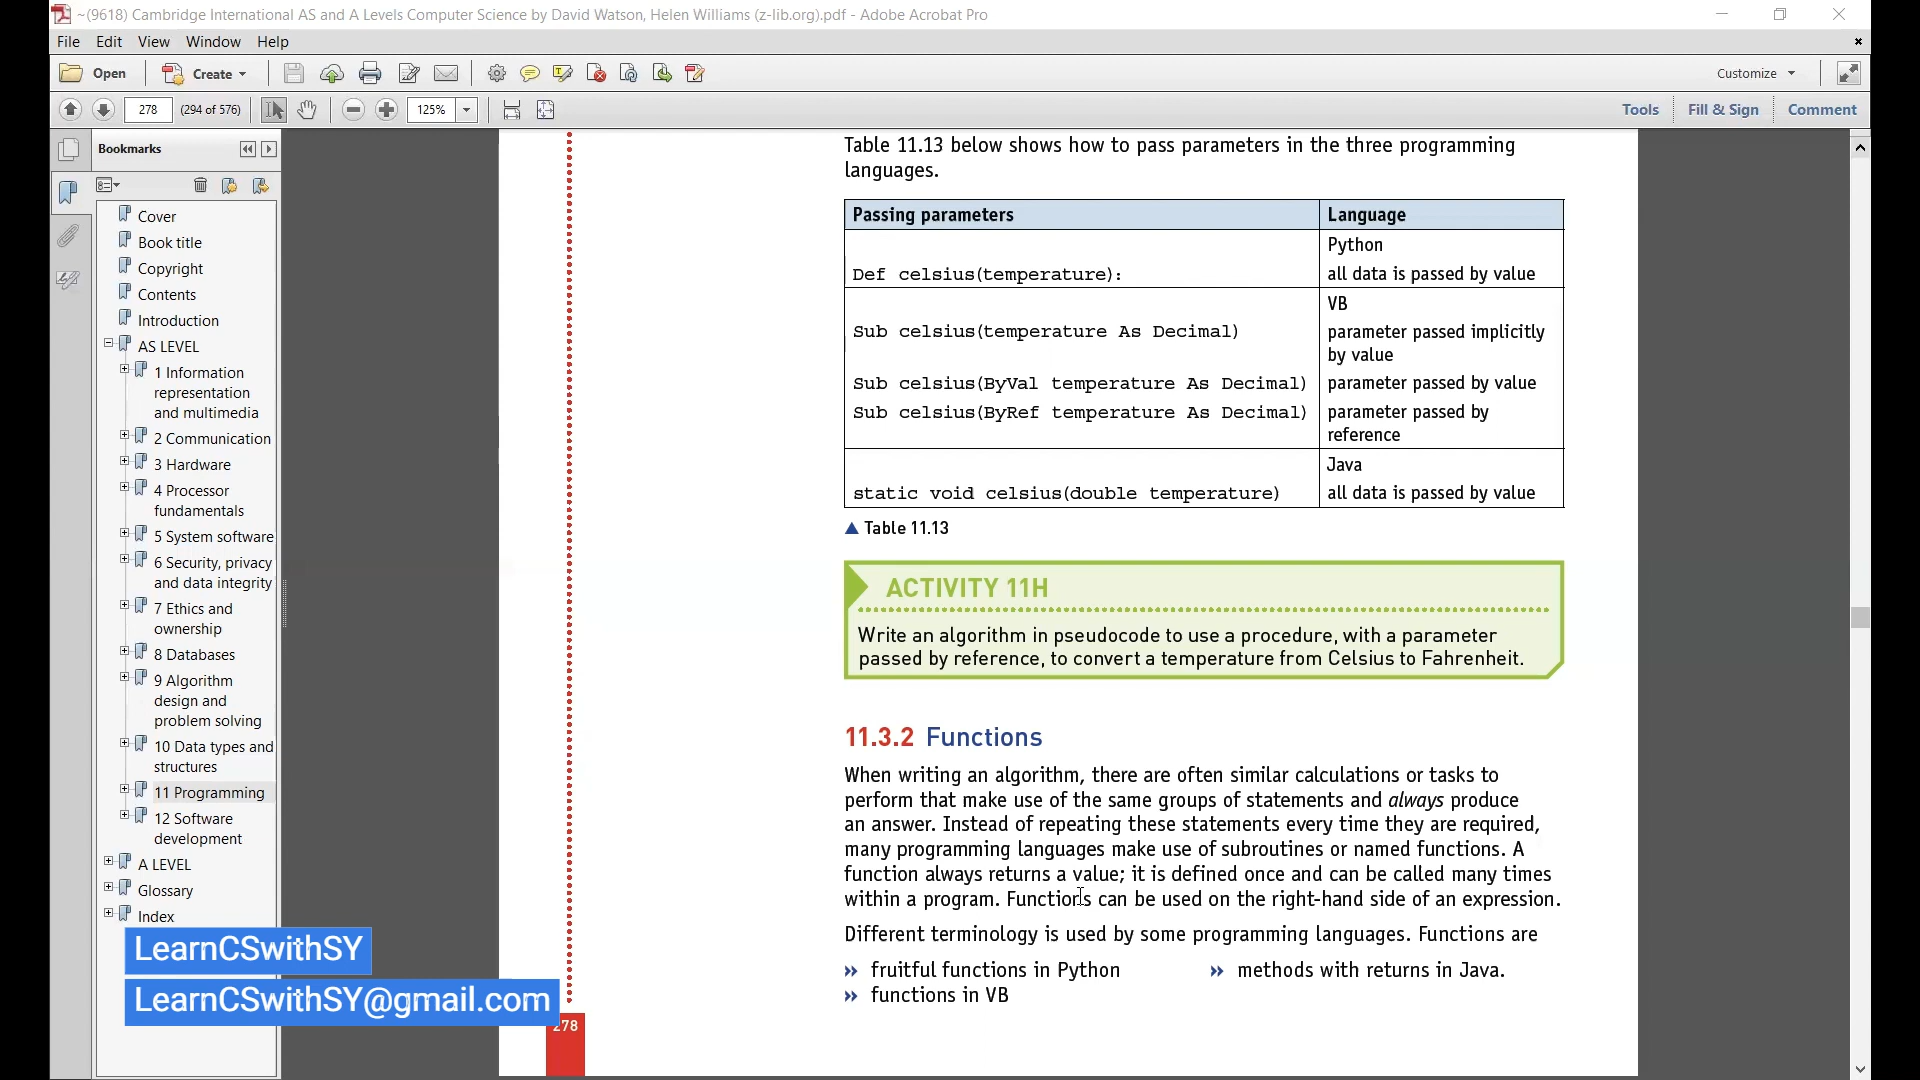 ~(9618) Cambridge International AS and A Levels Computer Science by David Watson, Helen Williams (z-lib.org).pdf - Adobe Acrobat Pro
File Edit View Window Help
Open Create Customize
278 (294 of 576) 125% Tools Fill & Sign Comment
Bookmarks
Cover
Book title
Copyright
Contents
Introduction
AS LEVEL
1 Information
representation
and multimedia
2 Communication
3 Hardware
4 Processor
fundamentals
5 System software
6 Security, privacy
and data integrity
7 Ethics and
ownership
8 Databases
9 Algorithm
design and
problem solving
10 Data types and
structures
11 Programming
12 Software
development
A LEVEL
Glossary
Index
LearnCSwithSY
LearnCSwithSY@gmail.com
Table 11.13 below shows how to pass parameters in the three programming
languages.
Passing parameters Language
Python
Def celsius(temperature): all data is passed by value
VB
Sub celsius(temperature As Decimal) parameter passed implicitly
by value
Sub celsius(ByVal temperature As Decimal) parameter passed by value
Sub celsius(ByRef temperature As Decimal) parameter passed by
reference
Java
static void celsius(double temperature) all data is passed by value
▲ Table 11.13
ACTIVITY 11H
Write an algorithm in pseudocode to use a procedure, with a parameter
passed by reference, to convert a temperature from Celsius to Fahrenheit.
11.3.2 Functions
When writing an algorithm, there are often similar calculations or tasks to
perform that make use of the same groups of statements and always produce
an answer. Instead of repeating these statements every time they are required,
many programming languages make use of subroutines or named functions. A
function always returns a value; it is defined once and can be called many times
within a program. Functions can be used on the right-hand side of an expression.
Different terminology is used by some programming languages. Functions are
» fruitful functions in Python » methods with returns in Java.
» functions in VB
278